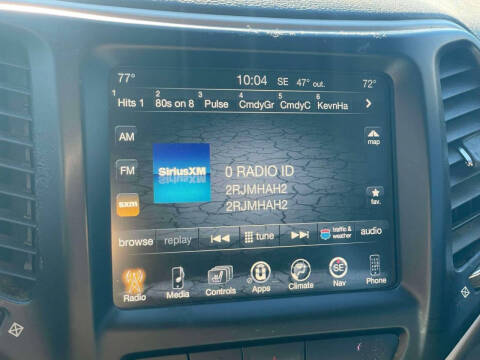 77° 10:04 SE 47° out. 72°
1 2 3 4 5 6
Hits 1 80s on 8 Pulse CmdyGr CmdyC KevnHa
AM
map
SiriusXM
0 RADIO ID
FM
2RJMHAH2
2RJMHAH2
sxm
fav.
browse replay tune traffic & weather audio
SE
Radio Media Controls Apps Climate Nav Phone